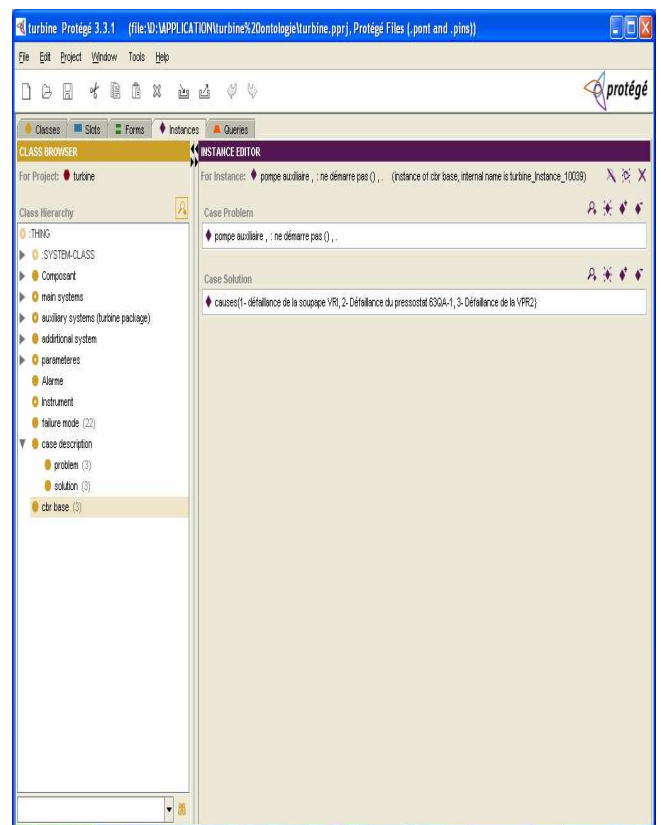 turbine Protégé 3.3.1 (file:\D:\APPLICATION\turbine%20ontologie\turbine.pprj, Protégé Files (.pont and .pins))
File Edit Project Window Tools Help
protégé
Classes Slots Forms Instances Queries
CLASS BROWSER
For Project: turbine
Class Hierarchy
:THING
:SYSTEM-CLASS
Composant
main systems
auxiliary systems (turbine package)
addirtional system
parameteres
Alarme
Instrument
failure mode (22)
case description
problem (3)
solution (3)
cbr base (3)
INSTANCE EDITOR
For Instance: pompe auxiliaire , : ne démarre pas () , . (instance of cbr base, internal name is turbine_Instance_10039)
Case Problem
pompe auxiliaire , : ne démarre pas () , .
Case Solution
causes(1- défaillance de la soupape VRI, 2- Défaillance du pressostat 63QA-1, 3- Défaillance de la VPR2}